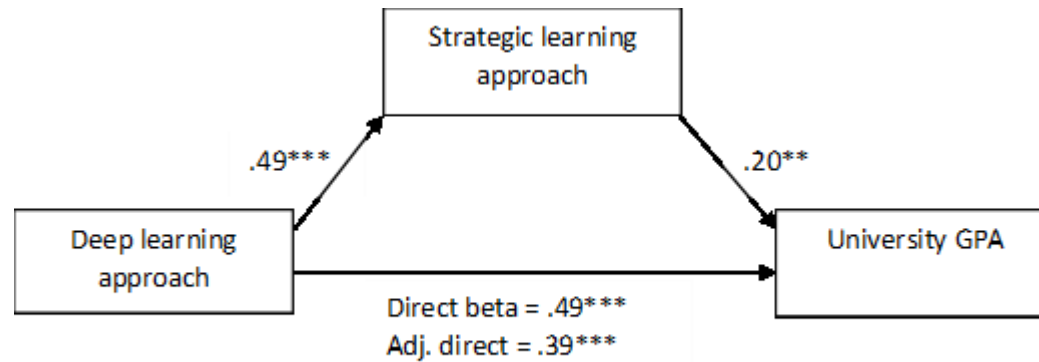 Strategic learning
approach
.49***
.20**
Deep learning
approach
University GPA
Direct beta = .49***
Adj. direct = .39***